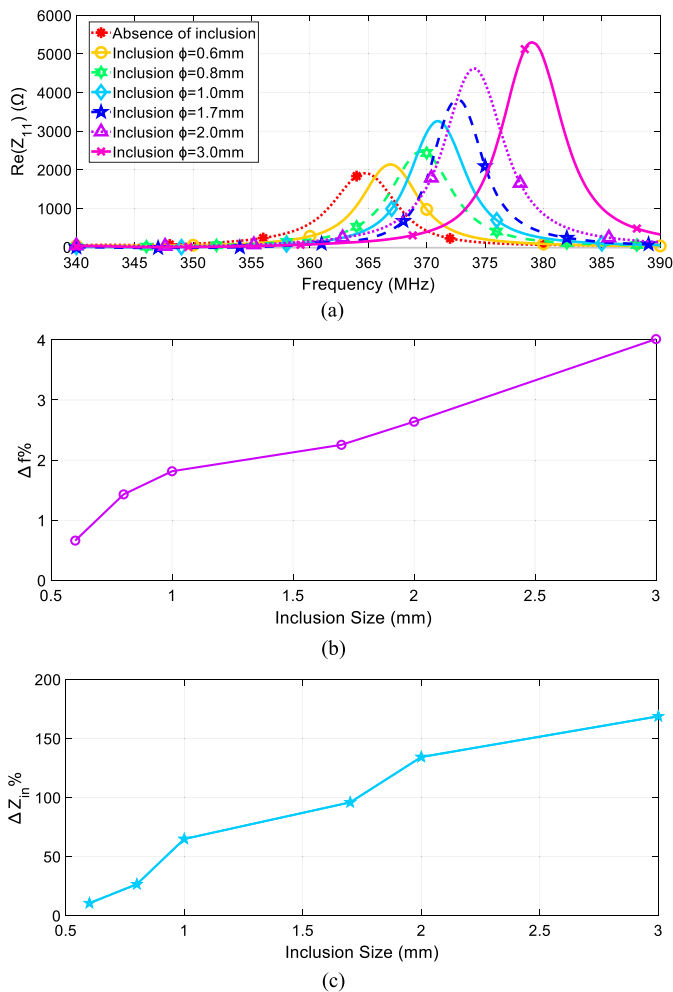 6000
5000
4000
3000
2000
1000
0
Re(Z11) (Ω)
Absence of inclusion
Inclusion ϕ=0.6mm
Inclusion ϕ=0.8mm
Inclusion ϕ=1.0mm
Inclusion ϕ=1.7mm
Inclusion ϕ=2.0mm
Inclusion ϕ=3.0mm
340 345 350 355 360 365 370 375 380 385 390
Frequency (MHz)
(a)
4
3
2
1
0
Δ f%
0.5 1 1.5 2 2.5 3
Inclusion Size (mm)
(b)
200
150
100
50
0
Δ Zin%
0.5 1 1.5 2 2.5 3
Inclusion Size (mm)
(c)